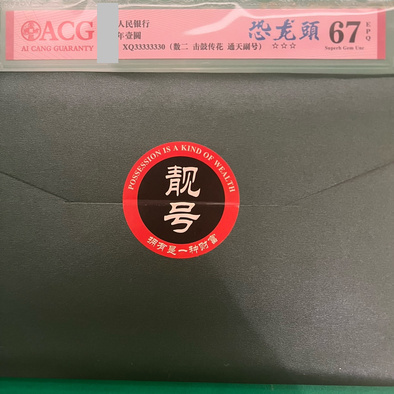 ACG
AI CANG GUARANTY
人民银行
年壹圆
XQ33333330（数二 击鼓传花 通天靓号）
恐龙頭
☆☆☆
67
EPQ
Superb Gem Unc
POSSESSION IS A KIND OF WEALTH
靓号
拥有是一种财富